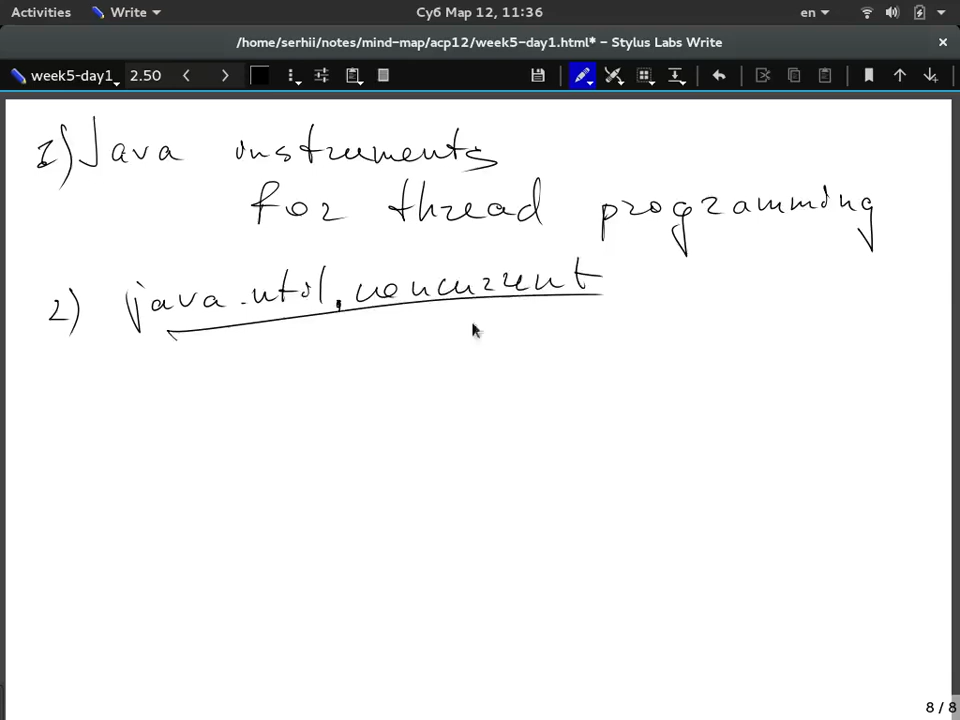 Activities Write Суб Мар 12, 11:36 en
/home/serhii/notes/mind-map/acp12/week5-day1.html* – Stylus Labs Write
week5-day1 2.50
1) Java instruments
for thread programming
2) java.util.concurrent
8 / 8